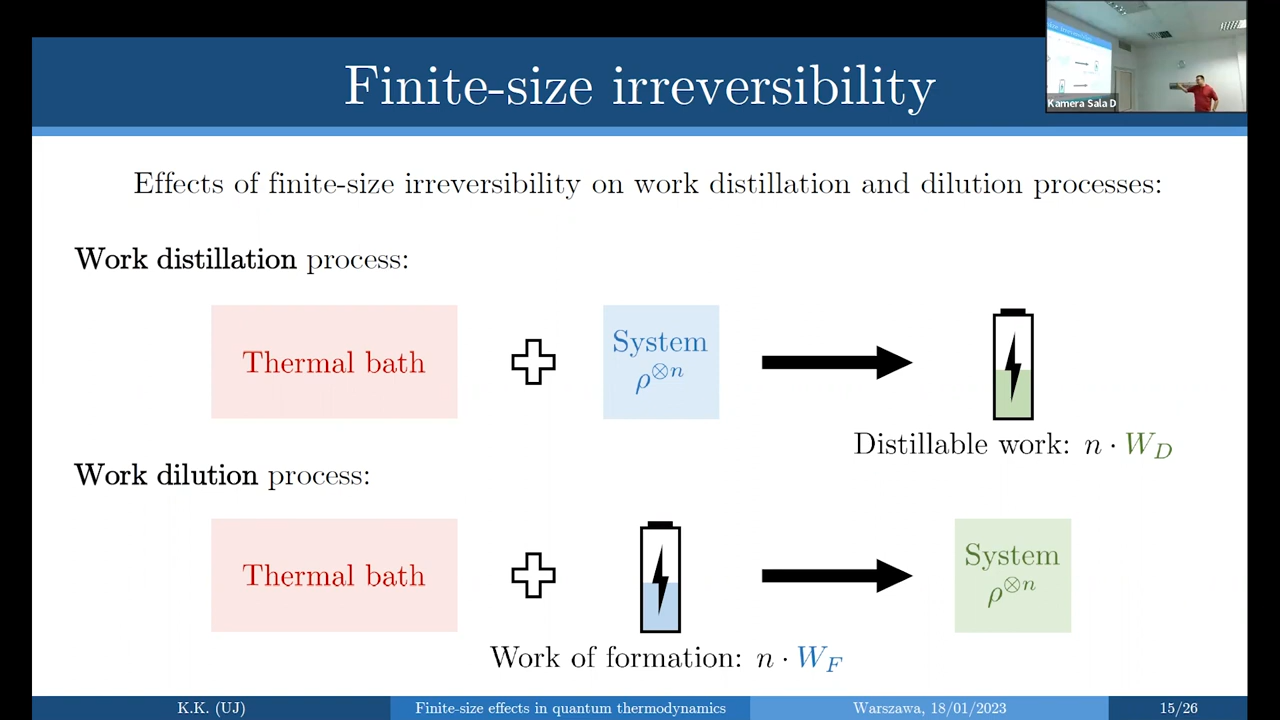 Finite-size irreversibility
Kamera Sala D
Effects of finite-size irreversibility on work distillation and dilution processes:
Work distillation process:
Thermal bath
System
ρ⊗n
Distillable work: n · W_D
Work dilution process:
Thermal bath
System
ρ⊗n
Work of formation: n · W_F
K.K. (UJ)
Finite-size effects in quantum thermodynamics
Warszawa, 18/01/2023
15/26